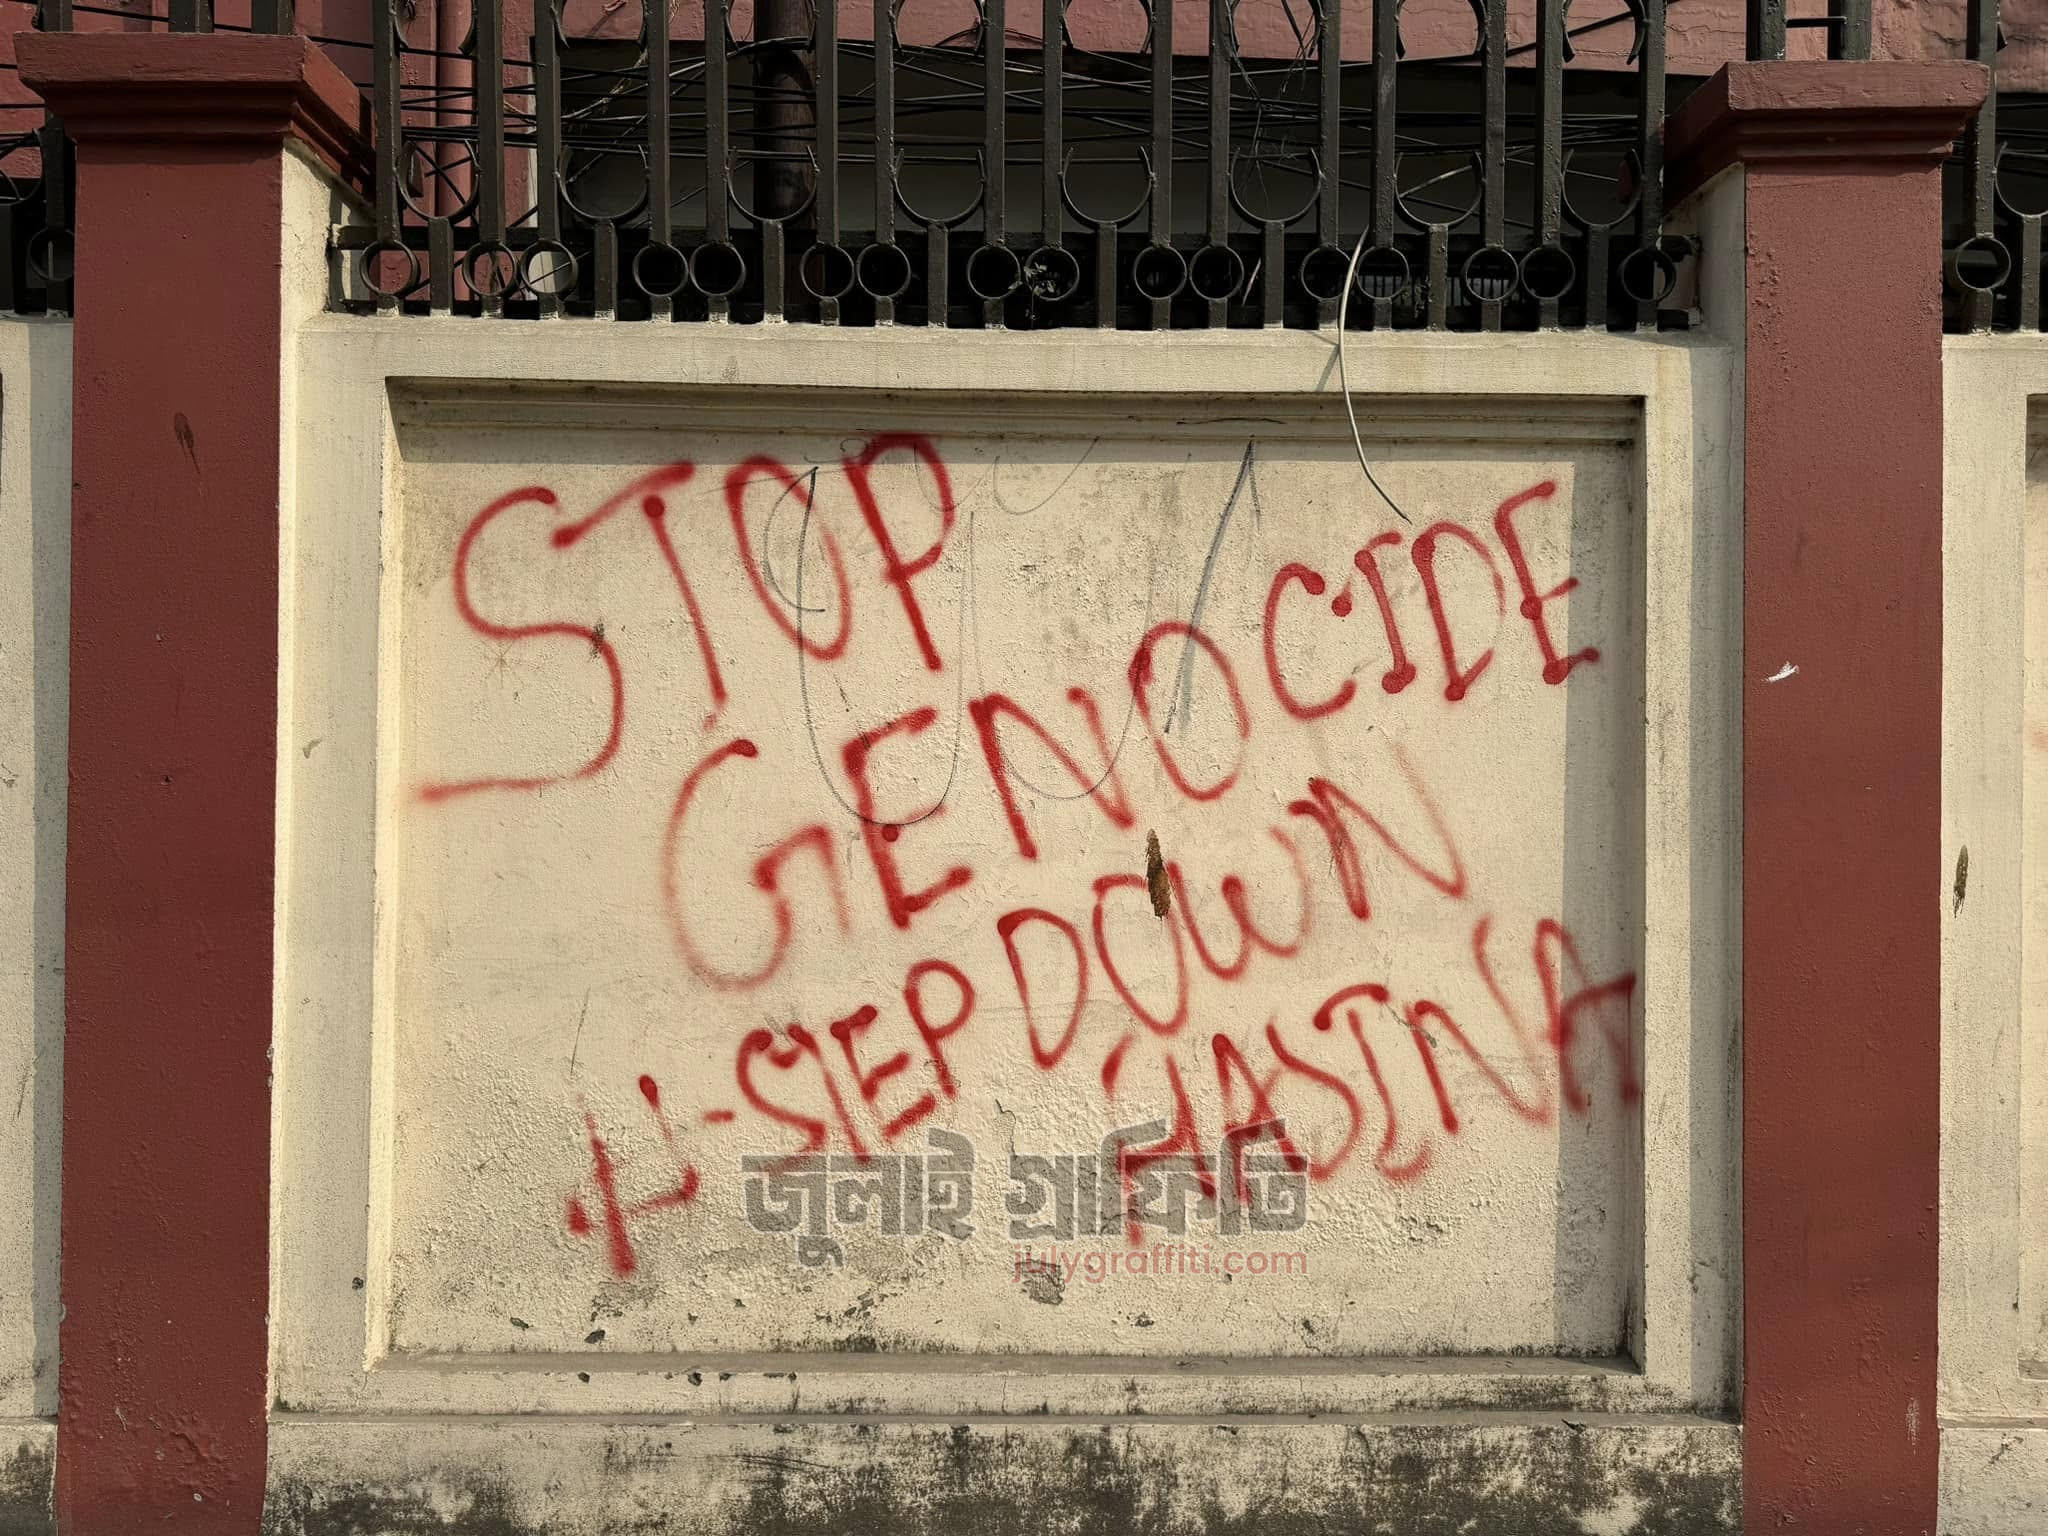 STOP
GENOCIDE
# -STEP DOWN
HASINA
জুলাই গ্রাফিতি
julygraffiti.com